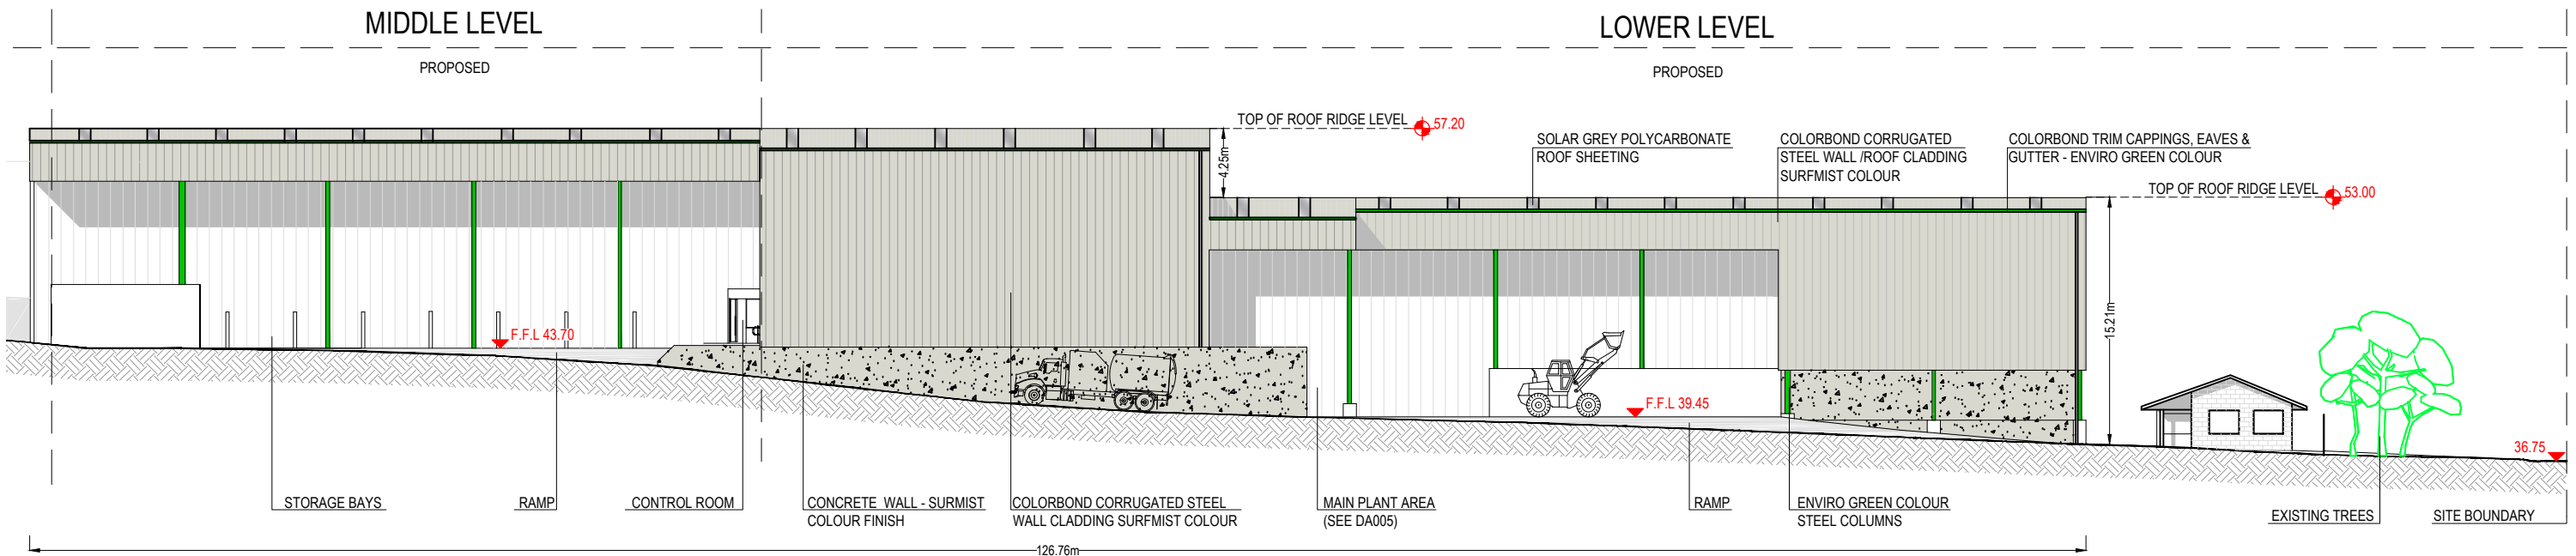 MIDDLE LEVEL
LOWER LEVEL
PROPOSED
PROPOSED
TOP OF ROOF RIDGE LEVEL
57.20
4.25m
SOLAR GREY POLYCARBONATE
ROOF SHEETING
COLORBOND CORRUGATED
STEEL WALL /ROOF CLADDING
SURFMIST COLOUR
COLORBOND TRIM CAPPINGS, EAVES &
GUTTER - ENVIRO GREEN COLOUR
TOP OF ROOF RIDGE LEVEL
53.00
15.21m
F.F.L 43.70
F.F.L 39.45
36.75
STORAGE BAYS
RAMP
CONTROL ROOM
CONCRETE WALL - SURMIST
COLOUR FINISH
COLORBOND CORRUGATED STEEL
WALL CLADDING SURFMIST COLOUR
MAIN PLANT AREA
(SEE DA005)
RAMP
ENVIRO GREEN COLOUR
STEEL COLUMNS
EXISTING TREES
SITE BOUNDARY
126.76m